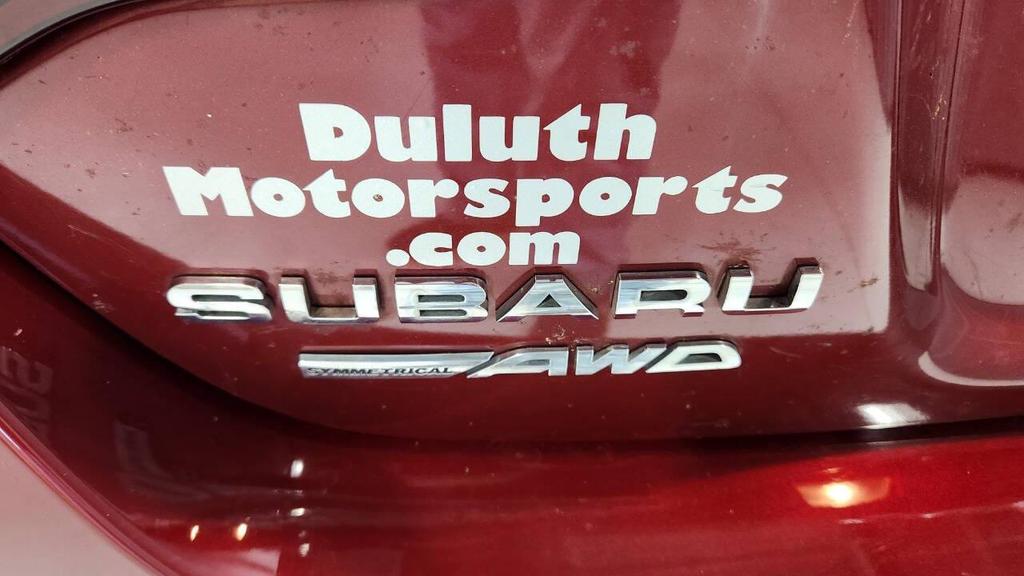 Duluth
Motorsports
.com
SUBARU
SYMMETRICAL AWD